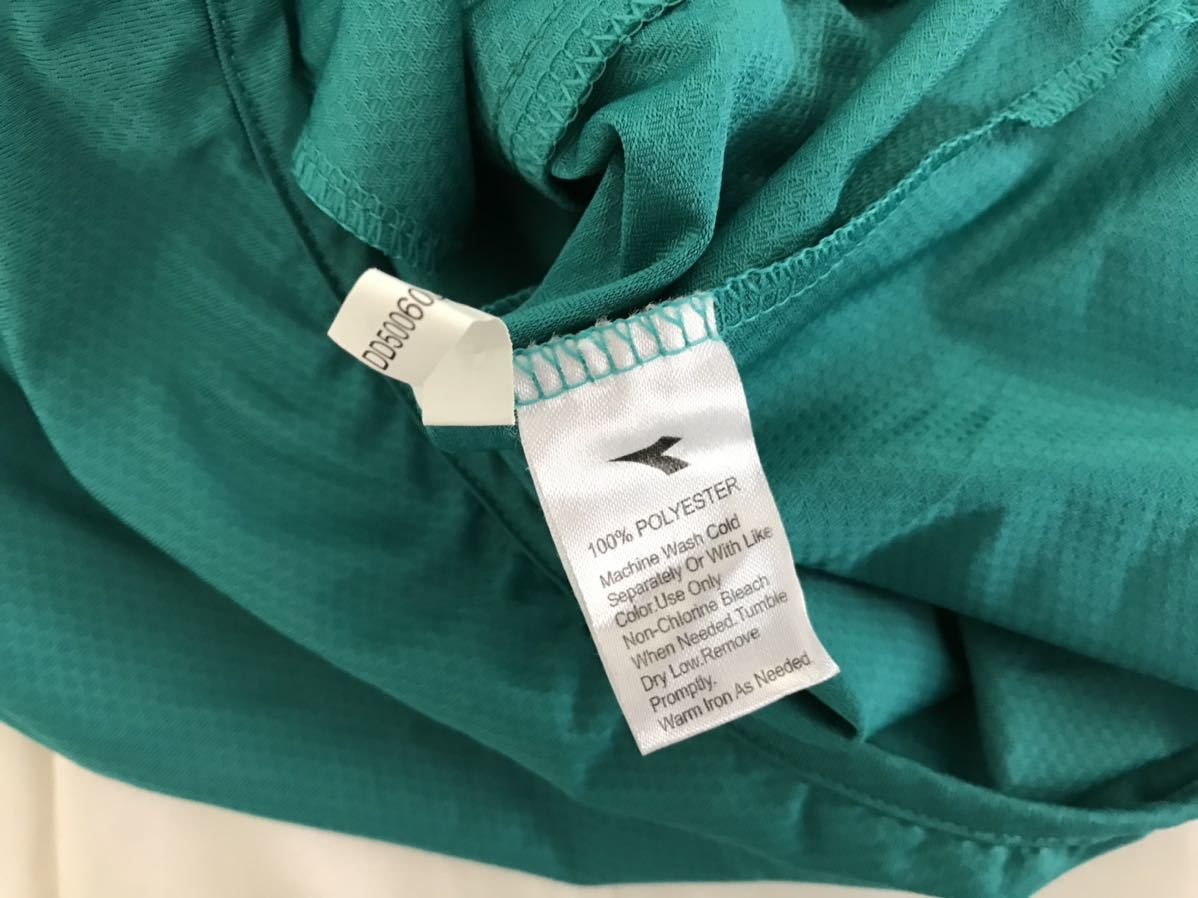 DD50060
100% POLYESTER
Machine Wash Cold
Separately Or With Like
Color.Use Only
Non-Chlorine Bleach
When Needed.Tumble
Dry Low.Remove
Promptly.
Warm Iron As Needed.